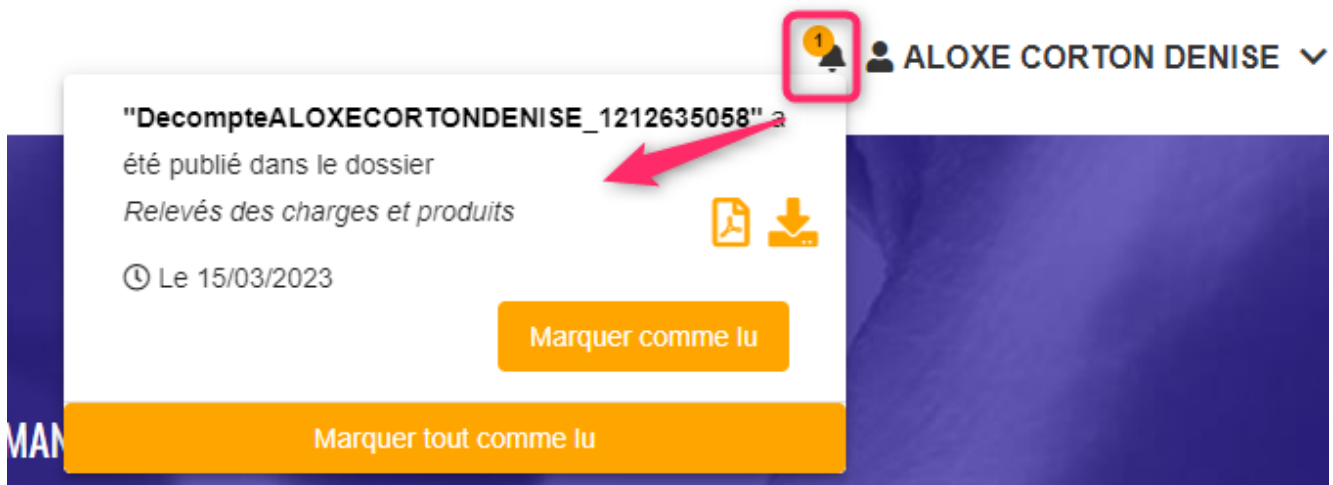 1
ALOXE CORTON DENISE
"DecompteALOXECORTONDENISE_1212635058" a
été publié dans le dossier
Relevés des charges et produits
Le 15/03/2023
Marquer comme lu
Marquer tout comme lu
MAN